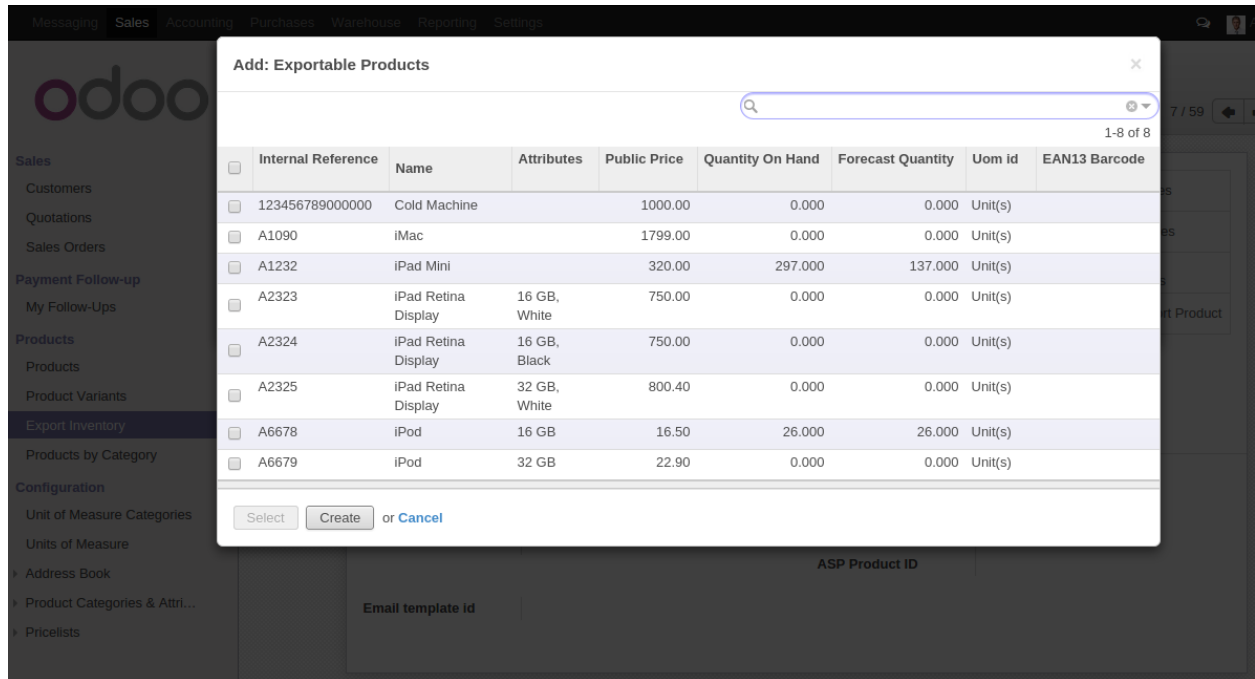 Messaging Sales Accounting Purchases Warehouse Reporting Settings
odoo
7 / 59
Sales
Customers
Quotations
Sales Orders
Payment Follow-up
My Follow-Ups
Products
Products
Product Variants
Export Inventory
Products by Category
Configuration
Unit of Measure Categories
Units of Measure
Address Book
Product Categories & Attri...
Pricelists
Add: Exportable Products
×
1-8 of 8
Internal Reference Name Attributes Public Price Quantity On Hand Forecast Quantity Uom id EAN13 Barcode
123456789000000 Cold Machine 1000.00 0.000 0.000 Unit(s)
A1090 iMac 1799.00 0.000 0.000 Unit(s)
A1232 iPad Mini 320.00 297.000 137.000 Unit(s)
A2323 iPad Retina 16 GB, 750.00 0.000 0.000 Unit(s)
Display White
A2324 iPad Retina 16 GB, 750.00 0.000 0.000 Unit(s)
Display Black
A2325 iPad Retina 32 GB, 800.40 0.000 0.000 Unit(s)
Display White
A6678 iPod 16 GB 16.50 26.000 26.000 Unit(s)
A6679 iPod 32 GB 22.90 0.000 0.000 Unit(s)
Select Create or Cancel
Product
ASP Product ID
Email template id